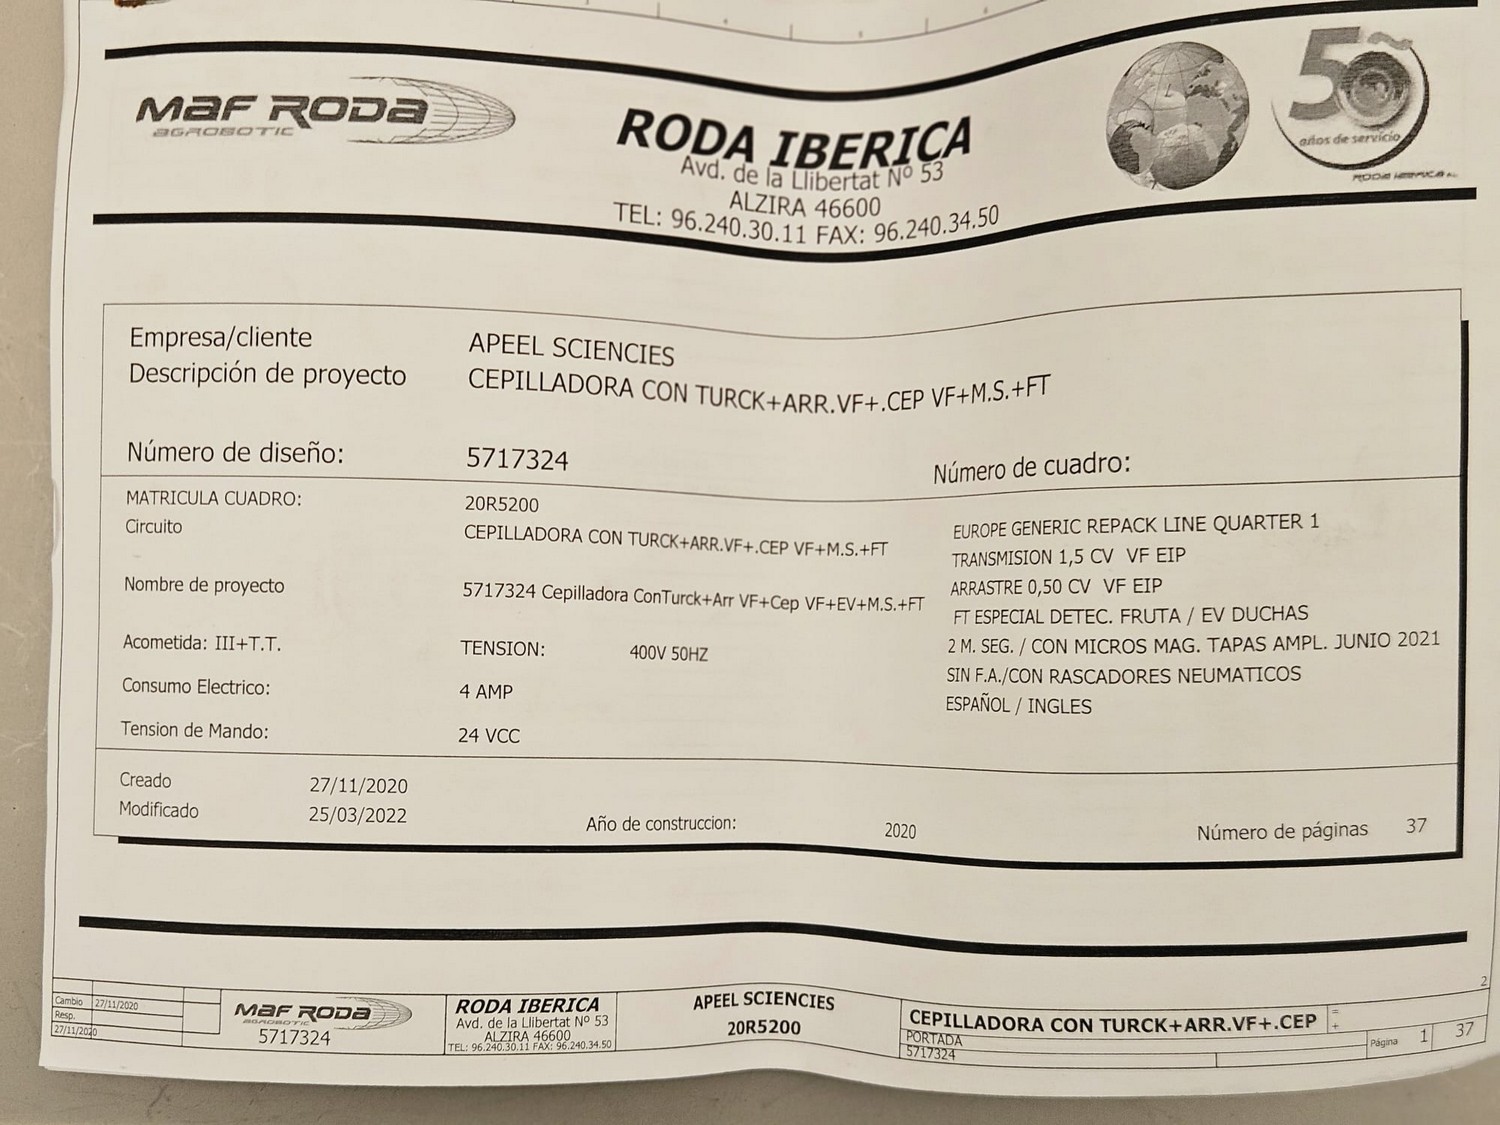 MAF RODA
AGROBOTIC
RODA IBERICA
Avd. de la Llibertat Nº 53
ALZIRA 46600
TEL: 96.240.30.11 FAX: 96.240.34.50
50
años de servicio
RODA IBERICA S.L.
Empresa/cliente APEEL SCIENCIES
Descripción de proyecto CEPILLADORA CON TURCK+ARR.VF+.CEP VF+M.S.+FT
Número de diseño: 5717324 Número de cuadro:
MATRICULA CUADRO: 20R5200
Circuito CEPILLADORA CON TURCK+ARR.VF+.CEP VF+M.S.+FT
Nombre de proyecto 5717324 Cepilladora ConTurck+Arr VF+Cep VF+EV+M.S.+FT
Acometida: III+T.T. TENSION: 400V 50HZ
Consumo Electrico: 4 AMP
Tension de Mando: 24 VCC
EUROPE GENERIC REPACK LINE QUARTER 1
TRANSMISION 1,5 CV VF EIP
ARRASTRE 0,50 CV VF EIP
FT ESPECIAL DETEC. FRUTA / EV DUCHAS
2 M. SEG. / CON MICROS MAG. TAPAS AMPL. JUNIO 2021
SIN F.A./CON RASCADORES NEUMATICOS
ESPAÑOL / INGLES
Creado 27/11/2020
Modificado 25/03/2022
Año de construccion: 2020
Número de páginas 37
2
Cambio 27/11/2020
Resp.
27/11/2020
MAF RODA
AGROBOTIC
5717324
RODA IBERICA
Avd. de la Llibertat Nº 53
ALZIRA 46600
TEL: 96.240.30.11 FAX: 96.240.34.50
APEEL SCIENCIES
20R5200
CEPILLADORA CON TURCK+ARR.VF+.CEP
PORTADA
5717324
=
+
Página 1 37